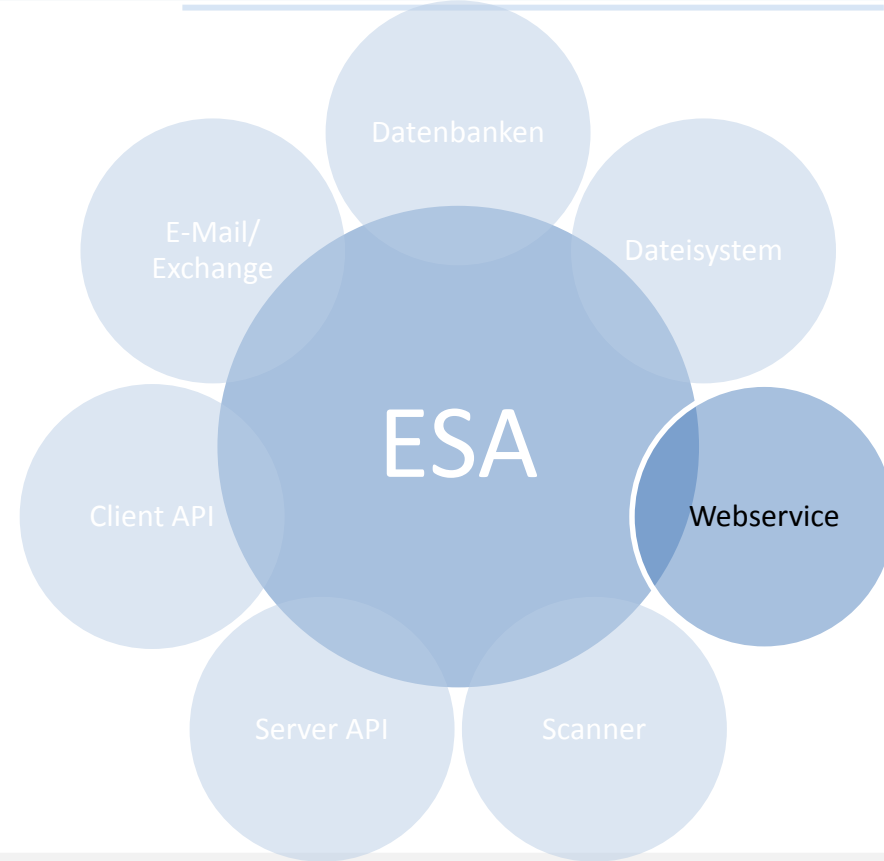 Datenbanken
E-Mail/
Exchange
Dateisystem
ESA
Client API
Webservice
Server API
Scanner